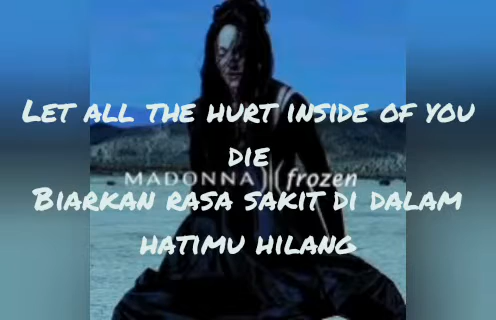 Let all the hurt inside of you
die
MADONNA frozen
Biarkan rasa sakit di dalam
hatimu hilang